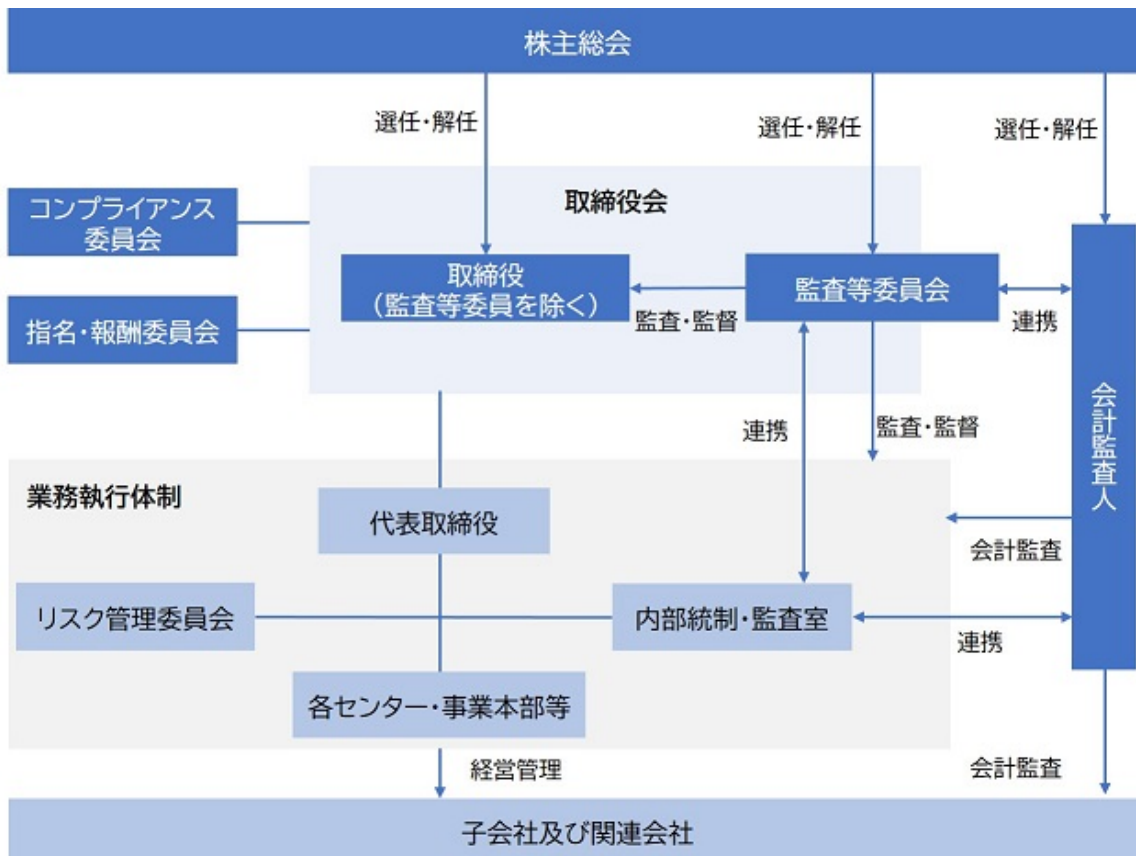 株主総会
選任・解任
選任・解任
選任・解任
取締役会
コンプライアンス
委員会
取締役
（監査等委員を除く）
監査等委員会
監査・監督
連携
指名・報酬委員会
会計監査人
連携
監査・監督
業務執行体制
代表取締役
会計監査
リスク管理委員会
内部統制・監査室
連携
各センター・事業本部等
経営管理
会計監査
子会社及び関連会社